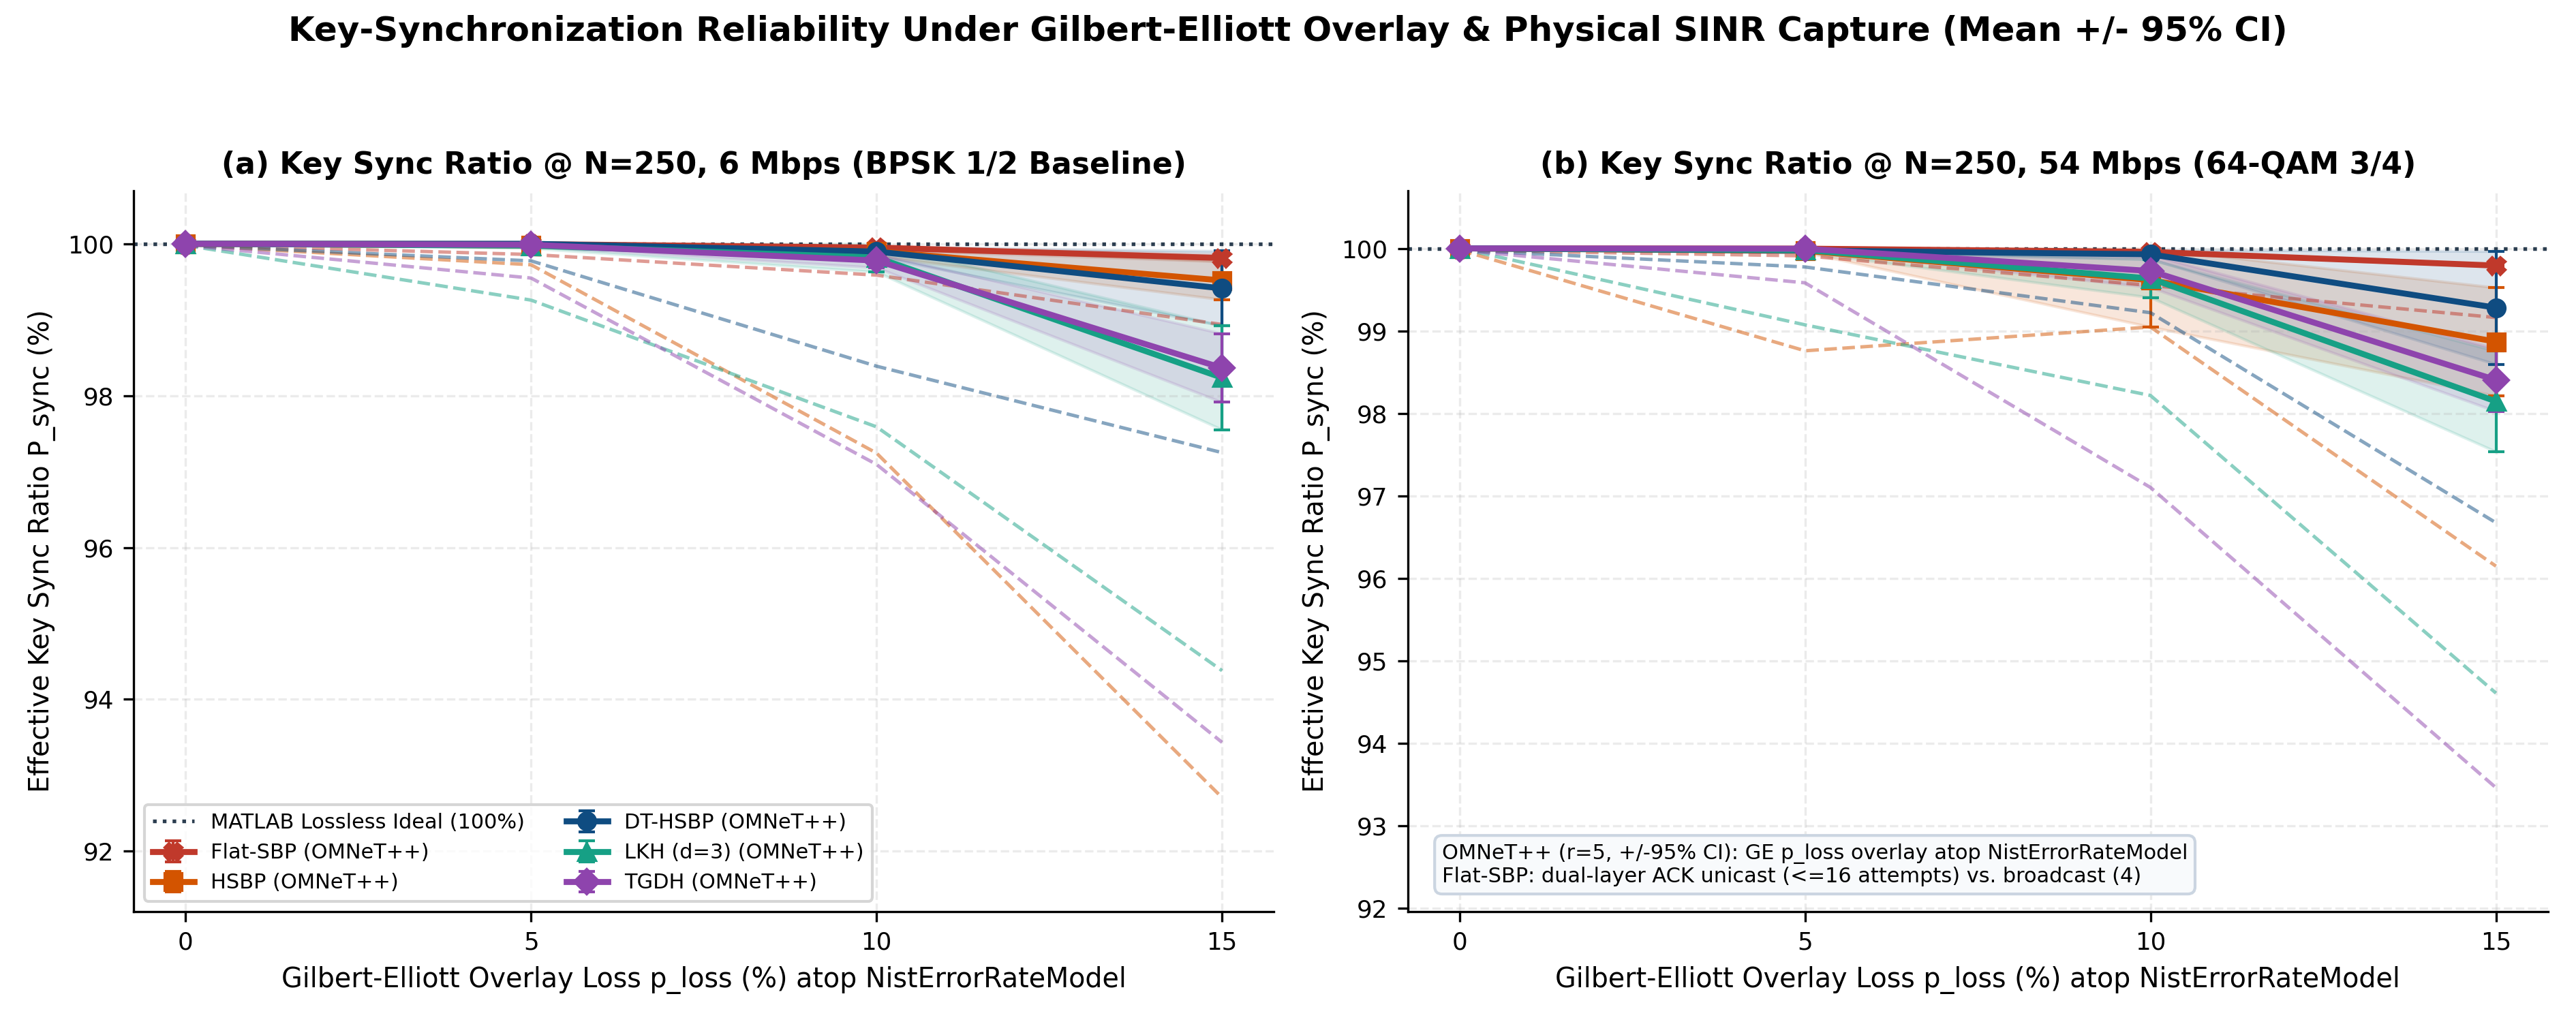 Key-Synchronization Reliability Under Gilbert-Elliott Overlay & Physical SINR Capture (Mean +/- 95% CI)
(a) Key Sync Ratio @ N=250, 6 Mbps (BPSK 1/2 Baseline)
Effective Key Sync Ratio P_sync (%)
100
98
96
94
92
MATLAB Lossless Ideal (100%)
Flat-SBP (OMNeT++)
HSBP (OMNeT++)
DT-HSBP (OMNeT++)
LKH (d=3) (OMNeT++)
TGDH (OMNeT++)
0
5
10
15
Gilbert-Elliott Overlay Loss p_loss (%) atop NistErrorRateModel
(b) Key Sync Ratio @ N=250, 54 Mbps (64-QAM 3/4)
Effective Key Sync Ratio P_sync (%)
100
99
98
97
96
95
94
93
92
OMNeT++ (r=5, +/-95% CI): GE p_loss overlay atop NistErrorRateModel
Flat-SBP: dual-layer ACK unicast (<=16 attempts) vs. broadcast (4)
0
5
10
15
Gilbert-Elliott Overlay Loss p_loss (%) atop NistErrorRateModel